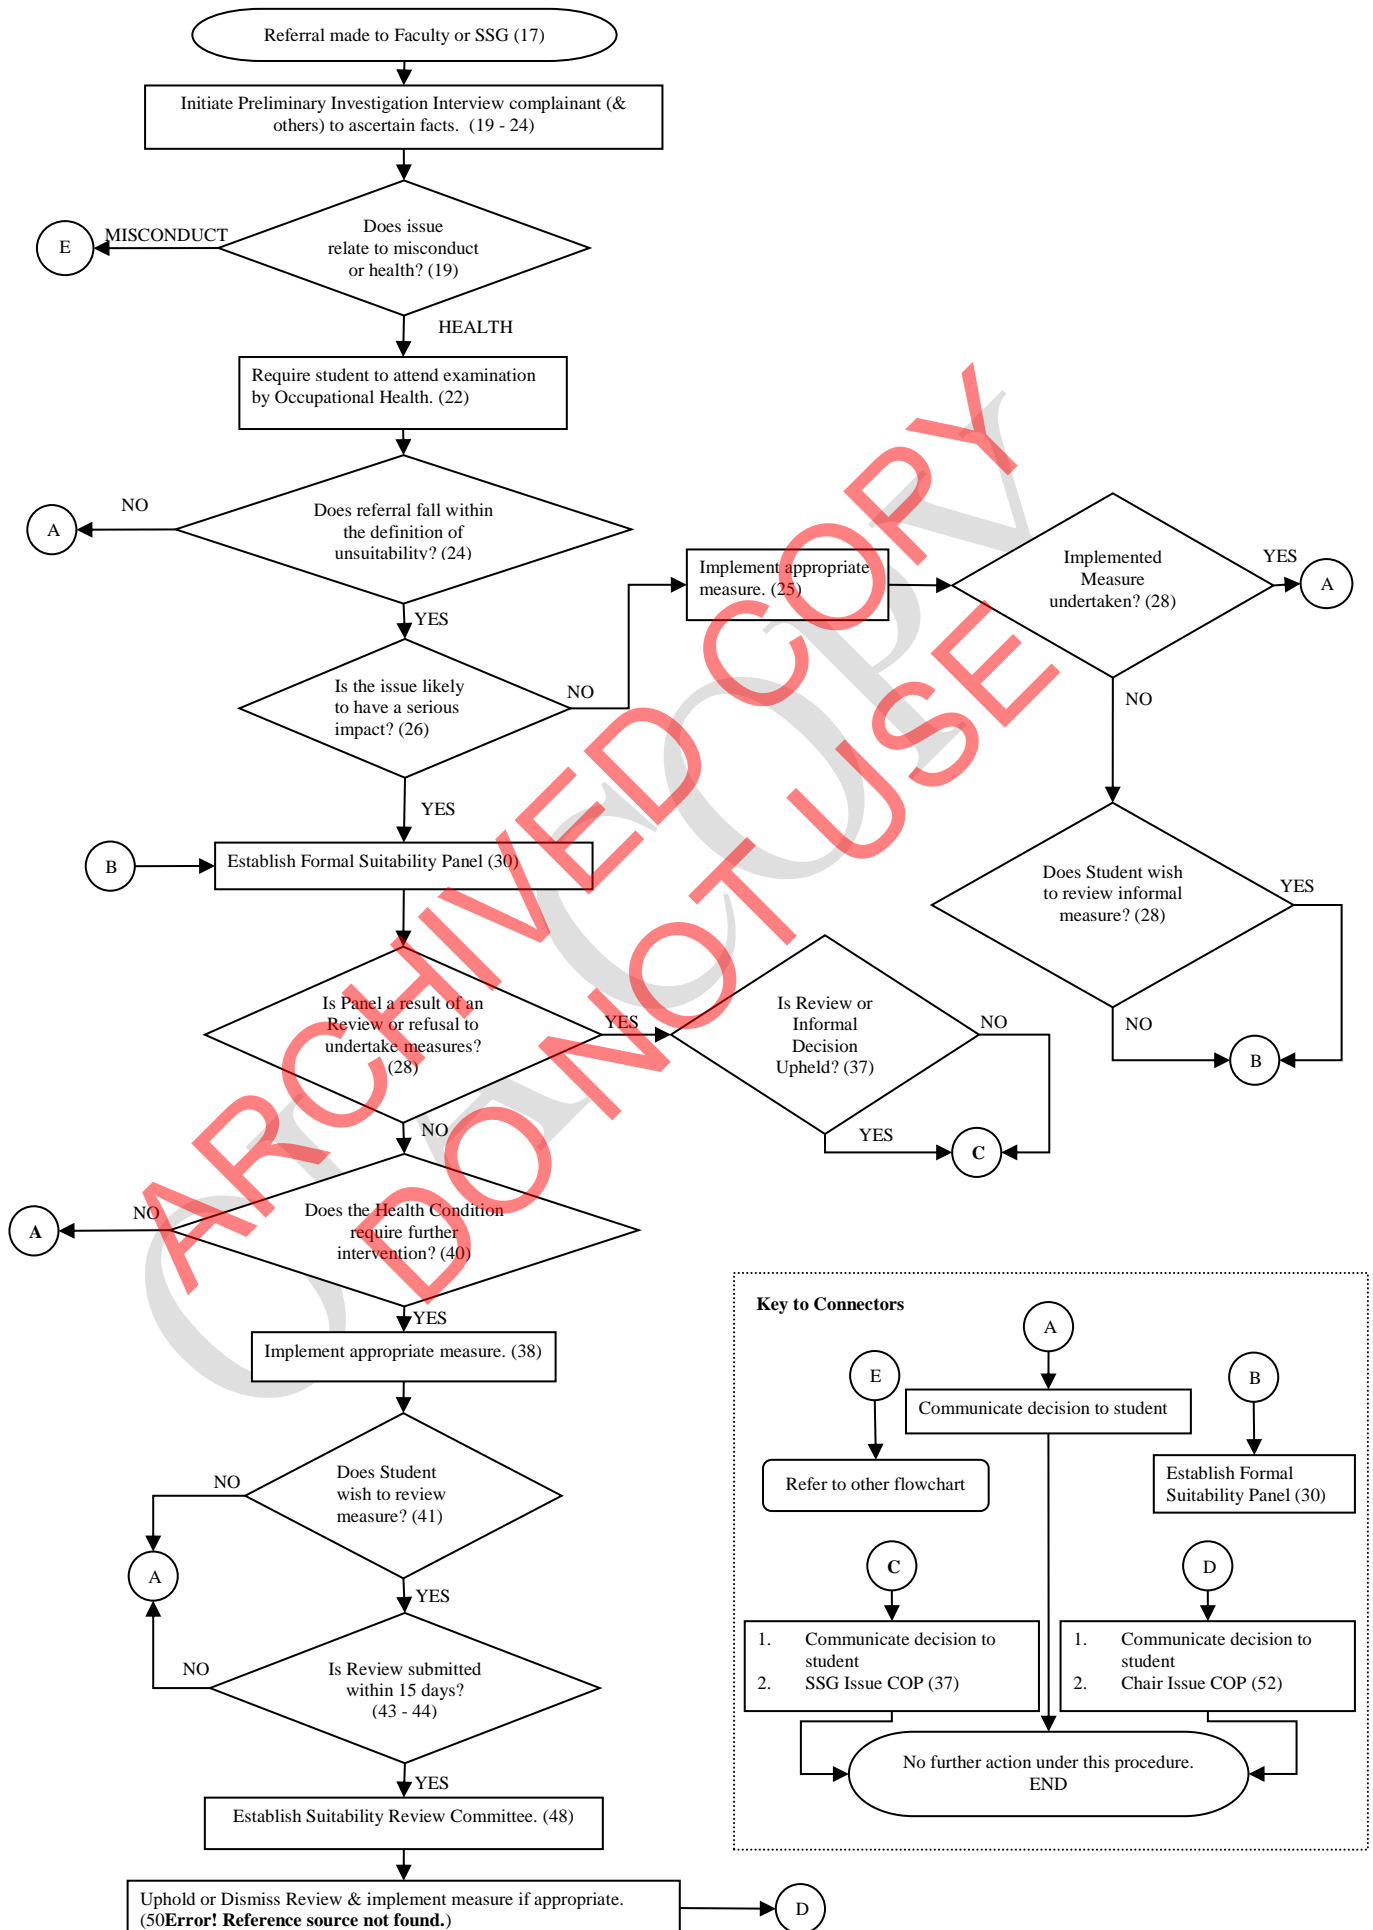 Referral made to Faculty or SSG (17)
Initiate Preliminary Investigation Interview complainant (&
others) to ascertain facts.  (19 - 24)
Does issue
relate to misconduct
or health? (19)
MISCONDUCT
E
HEALTH
Require student to attend examination
by Occupational Health. (22)
Does referral fall within
the definition of
unsuitability? (24)
NO
A
YES
Is the issue likely
to have a serious
impact? (26)
NO
Implement appropriate
measure. (25)
Implemented
Measure
undertaken? (28)
YES
A
NO
Does Student wish
to review informal
measure? (28)
YES
NO
B
YES
B
Establish Formal Suitability Panel (30)
Is Panel a result of an
Review or refusal to
undertake measures?
(28)
YES
Is Review or
Informal
Decision
Upheld? (37)
NO
YES
C
NO
Does the Health Condition
require further
intervention? (40)
NO
A
YES
Implement appropriate measure. (38)
Does Student
wish to review
measure? (41)
NO
A
YES
Is Review submitted
within 15 days?
(43 - 44)
NO
YES
Establish Suitability Review Committee. (48)
Uphold or Dismiss Review & implement measure if appropriate.
(50Error! Reference source not found.)
D
Key to Connectors
A
Communicate decision to student
E
Refer to other flowchart
B
Establish Formal
Suitability Panel (30)
C
1. Communicate decision to
student
2. SSG Issue COP (37)
D
1. Communicate decision to
student
2. Chair Issue COP (52)
No further action under this procedure.
END
ARCHIVED COPY
DO NOT USE
OLD COPY